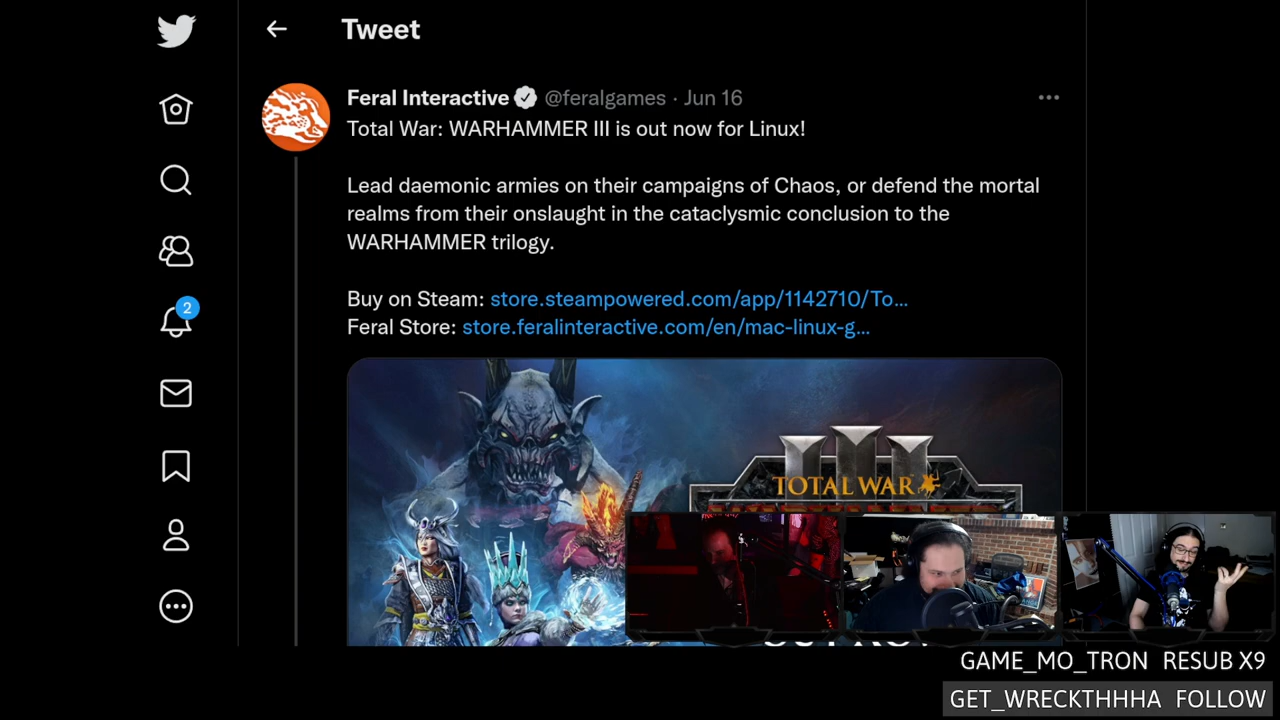 Tweet
Feral Interactive @feralgames · Jun 16
Total War: WARHAMMER III is out now for Linux!
Lead daemonic armies on their campaigns of Chaos, or defend the mortal
realms from their onslaught in the cataclysmic conclusion to the
WARHAMMER trilogy.
2
Buy on Steam: store.steampowered.com/app/1142710/To...
Feral Store: store.feralinteractive.com/en/mac-linux-g...
III
TOTAL WAR
GAME_MO_TRON RESUB X9
GET_WRECKTHHHA FOLLOW